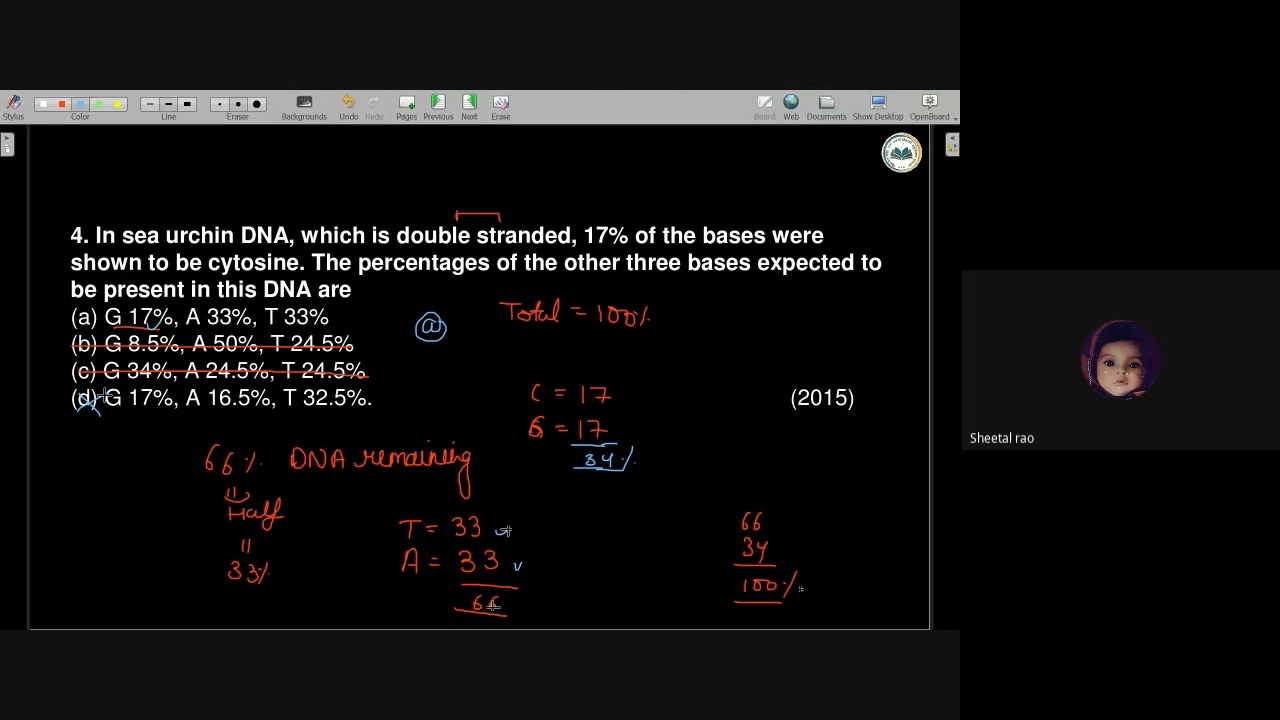 Stylus
Color
Line
Eraser
Backgrounds
Undo
Redo
Pages
Previous
Next
Erase
Board
Web
Documents
Show Desktop
OpenBoard
4. In sea urchin DNA, which is double stranded, 17% of the bases were
shown to be cytosine. The percentages of the other three bases expected to
be present in this DNA are
(a) G 17%, A 33%, T 33%
(b) G 8.5%, A 50%, T 24.5%
(c) G 34%, A 24.5%, T 24.5%
(d) G 17%, A 16.5%, T 32.5%.
(2015)
@
Total = 100%
C = 17
G = 17
34%
66% DNA remaining
Half
33%
T = 33
A = 33
66
66
34
100%
Sheetal rao